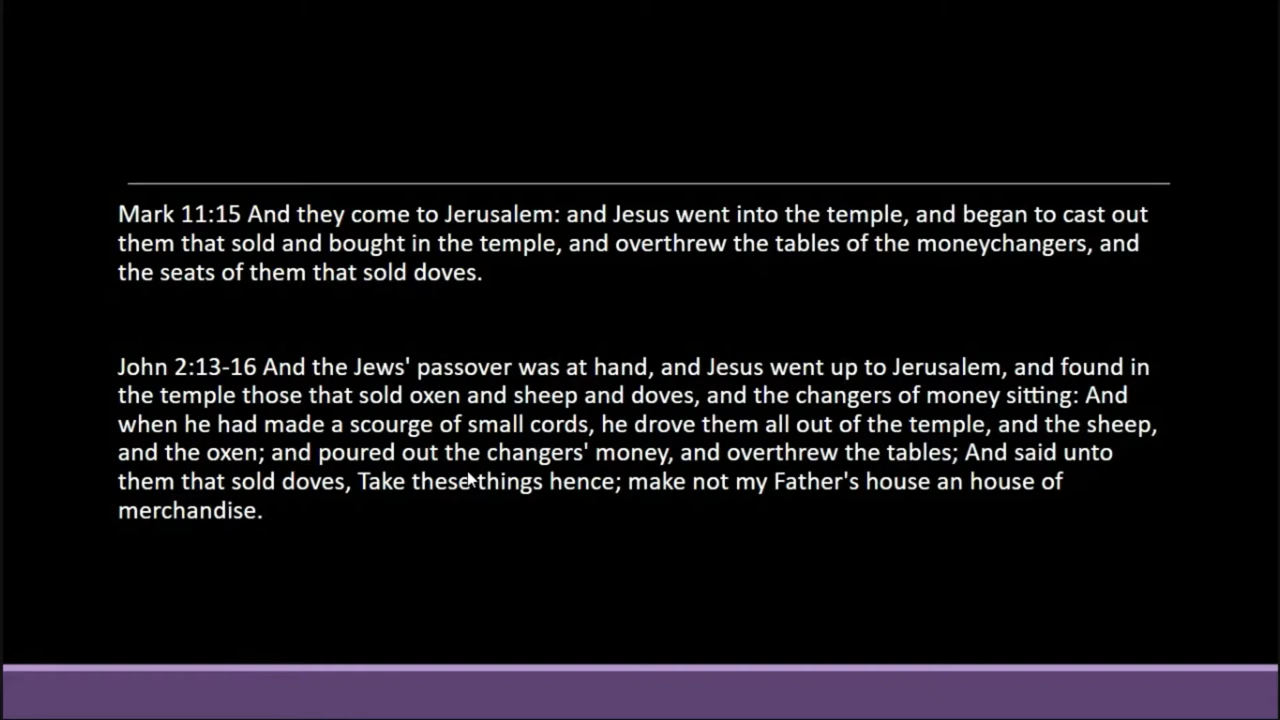 Mark 11:15 And they come to Jerusalem: and Jesus went into the temple, and began to cast out
them that sold and bought in the temple, and overthrew the tables of the moneychangers, and
the seats of them that sold doves.
John 2:13-16 And the Jews' passover was at hand, and Jesus went up to Jerusalem, and found in
the temple those that sold oxen and sheep and doves, and the changers of money sitting: And
when he had made a scourge of small cords, he drove them all out of the temple, and the sheep,
and the oxen; and poured out the changers' money, and overthrew the tables; And said unto
them that sold doves, Take these things hence; make not my Father's house an house of
merchandise.